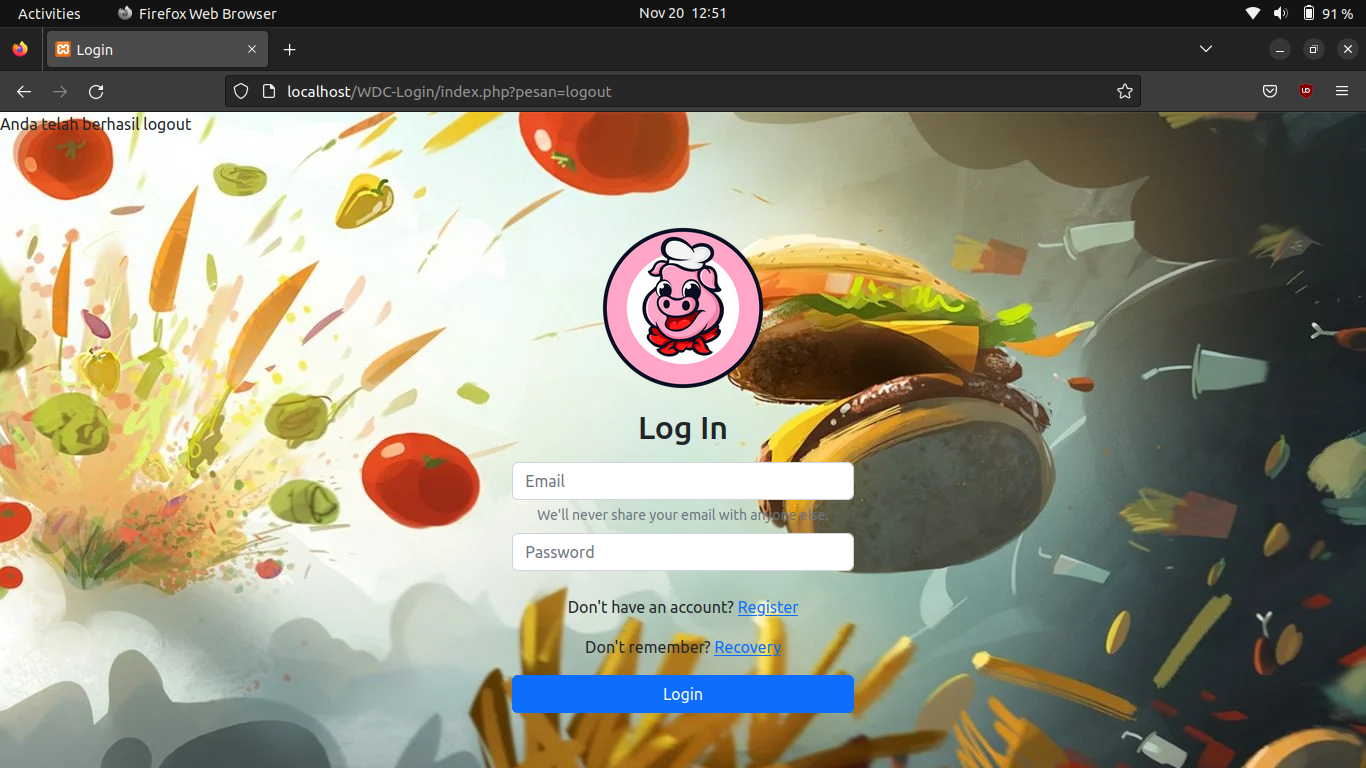 Activities
Firefox Web Browser
Nov 20 12:51
91 %
Login
localhost/WDC-Login/index.php?pesan=logout
UD
Anda telah berhasil logout
Log In
Email
We'll never share your email with anyone else.
Password
Don't have an account? Register
Don't remember? Recovery
Login